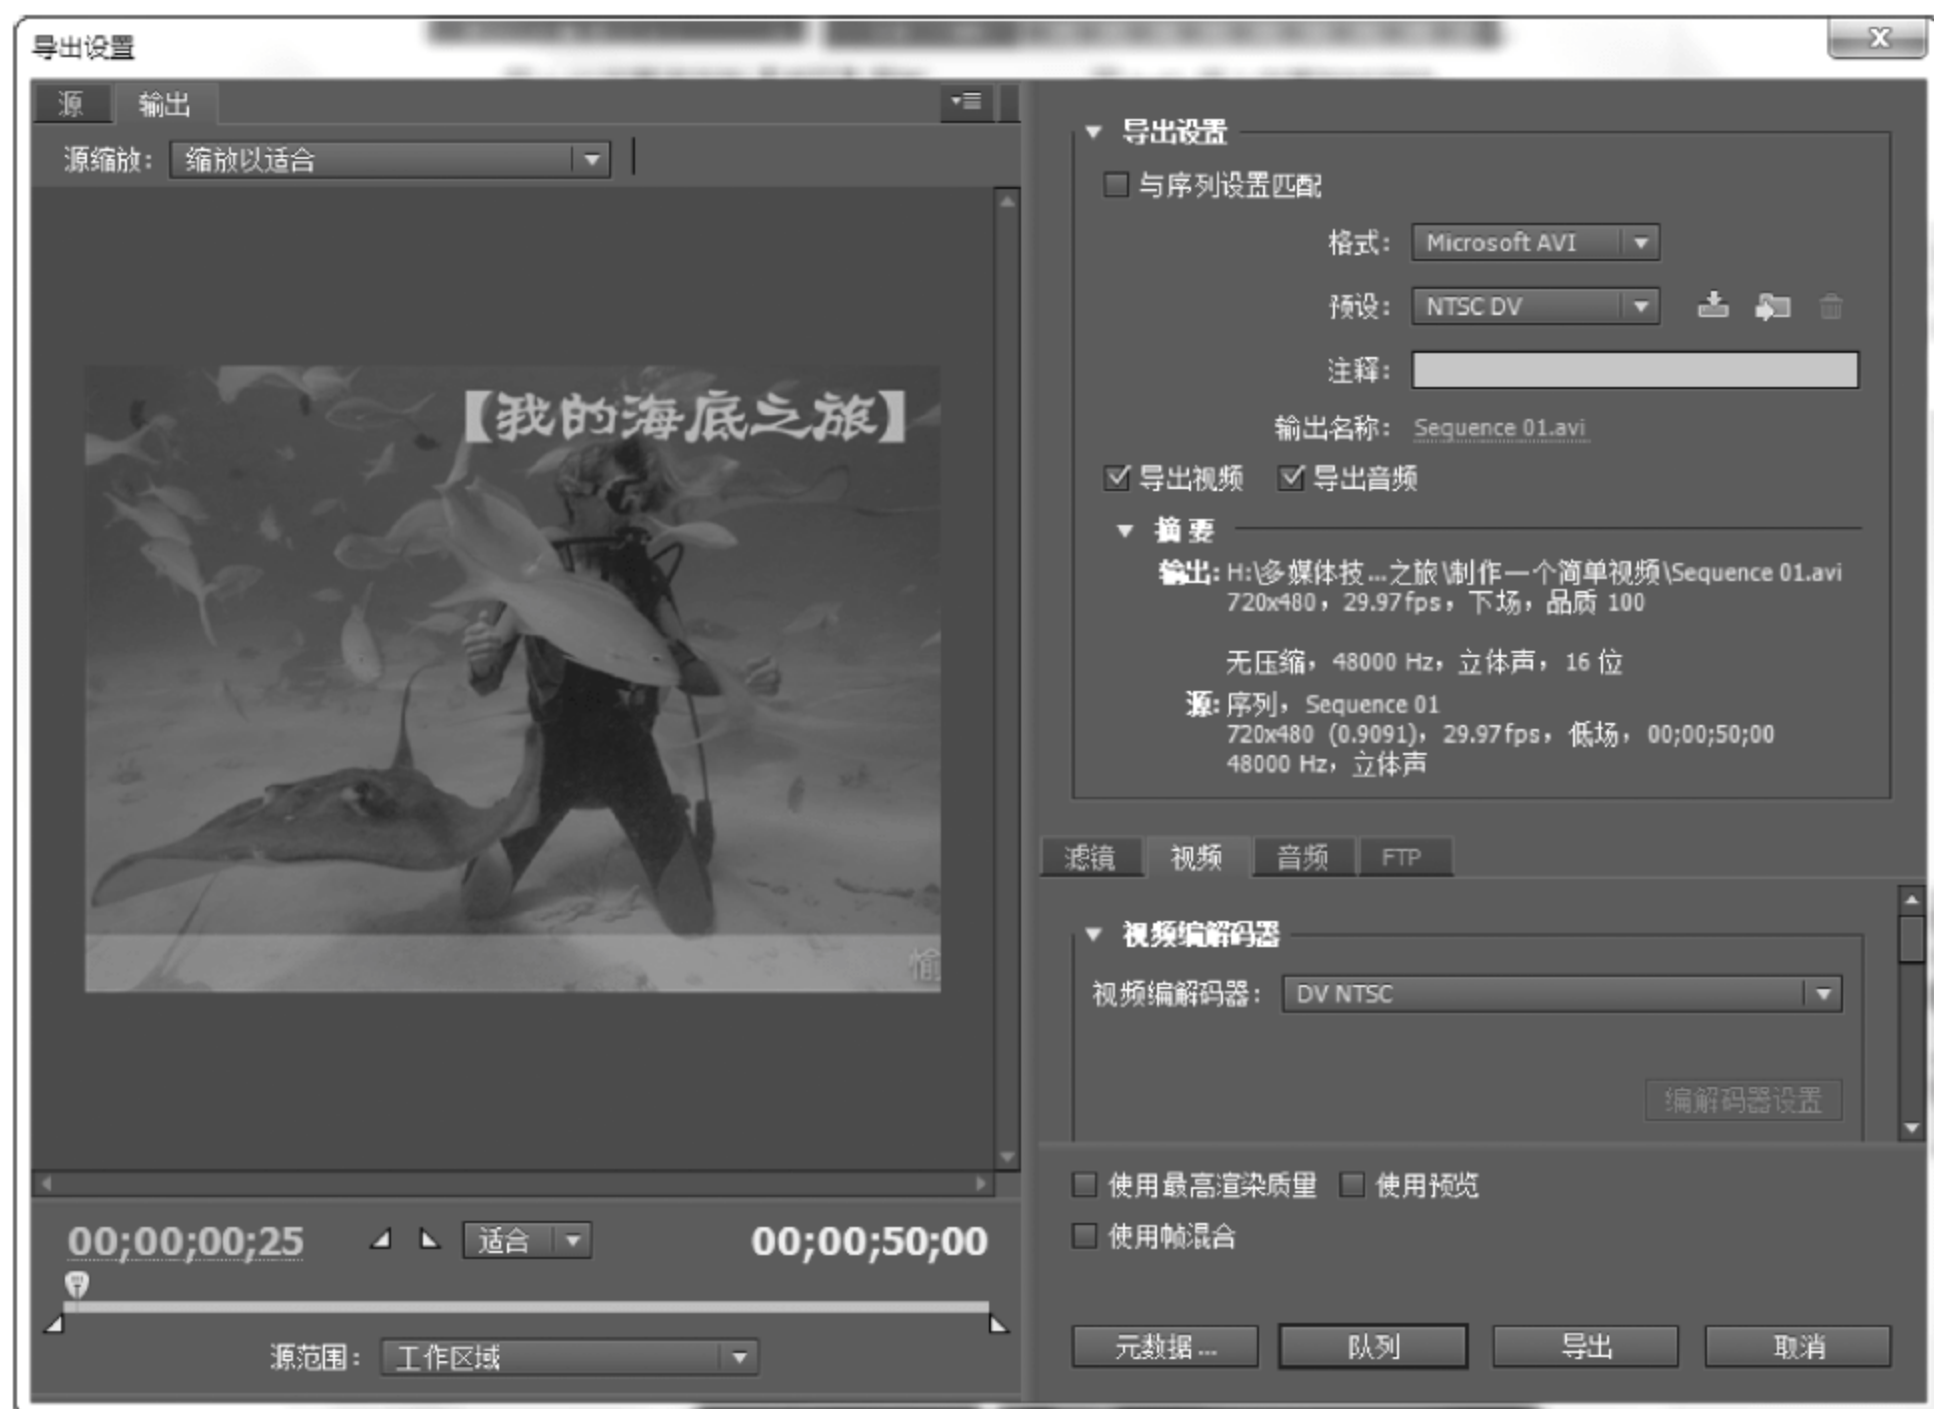 导出设置
源 输出
源缩放： 缩放以适合
【我的海底之旅】
愉
00;00;00;25 适合 00;00;50;00
源范围： 工作区域
导出设置
与序列设置匹配
格式： Microsoft AVI
预设： NTSC DV
注释：
输出名称： Sequence 01.avi
导出视频 导出音频
摘要
输出: H:\多媒体技...之旅\制作一个简单视频\Sequence 01.avi
720x480，29.97fps，下场，品质 100
无压缩，48000 Hz，立体声，16 位
源: 序列，Sequence 01
720x480 (0.9091)，29.97fps，低场，00;00;50;00
48000 Hz，立体声
滤镜 视频 音频 FTP
视频编解码器
视频编解码器： DV NTSC
编解码器设置
使用最高渲染质量 使用预览
使用帧混合
元数据... 队列 导出 取消